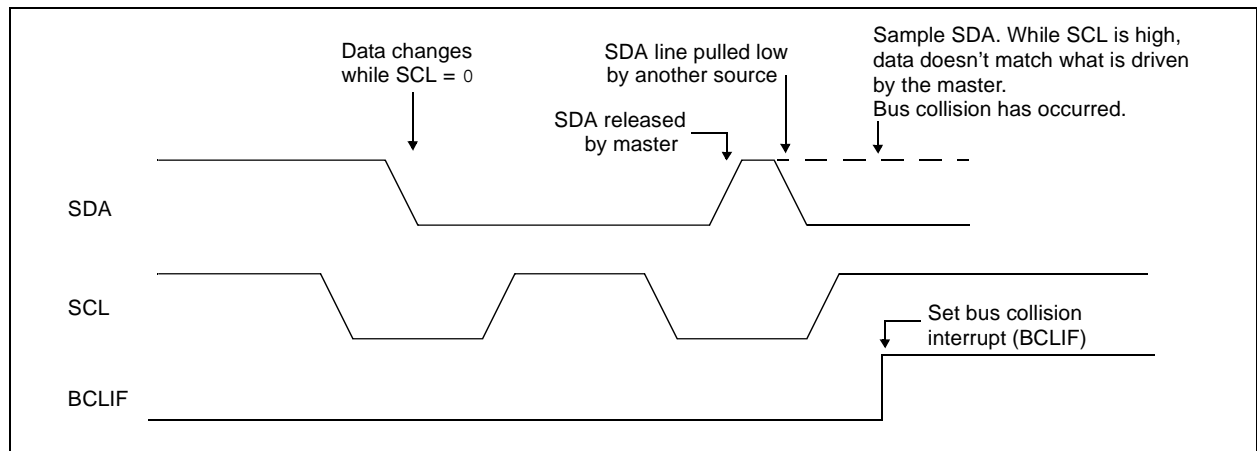 Data changes
while SCL = 0
SDA line pulled low
by another source
Sample SDA. While SCL is high,
data doesn't match what is driven
by the master.
Bus collision has occurred.
SDA released
by master
SDA
SCL
Set bus collision
interrupt (BCLIF)
BCLIF